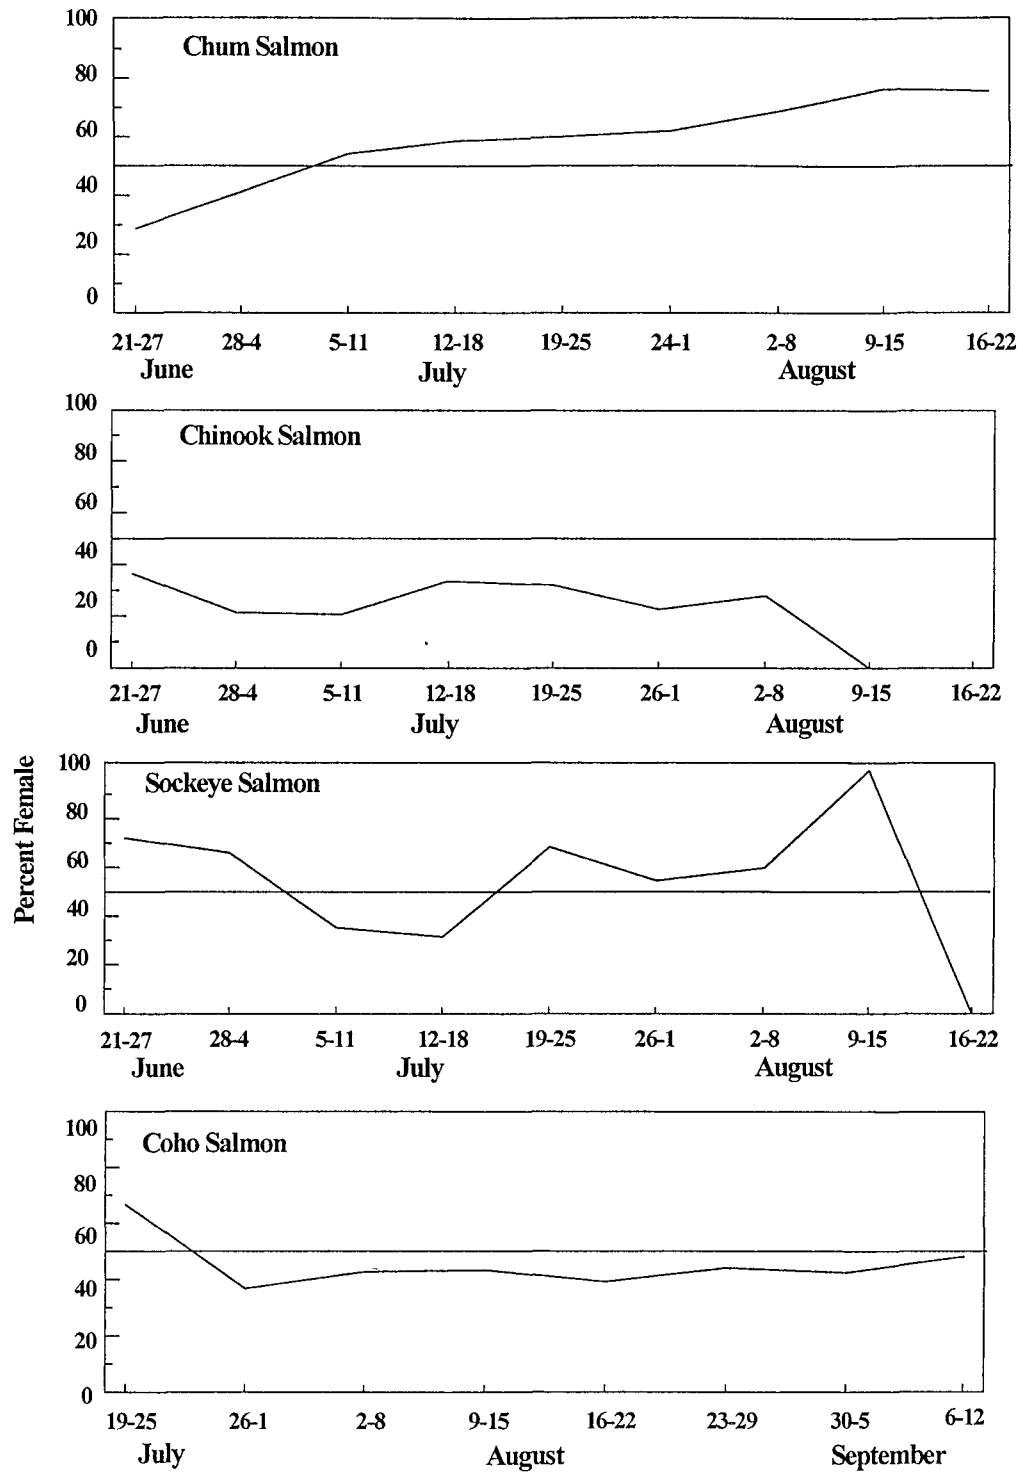 100
Chum Salmon
80
60
40
20
0
21-27 28-4 5-11 12-18 19-25 24-1 2-8 9-15 16-22
June July August
100
Chinook Salmon
80
60
40
20
0
21-27 28-4 5-11 12-18 19-25 26-1 2-8 9-15 16-22
June July August
Percent Female
100
Sockeye Salmon
80
60
40
20
0
21-27 28-4 5-11 12-18 19-25 26-1 2-8 9-15 16-22
June July August
100
Coho Salmon
80
60
40
20
0
19-25 26-1 2-8 9-15 16-22 23-29 30-5 6-12
July August September